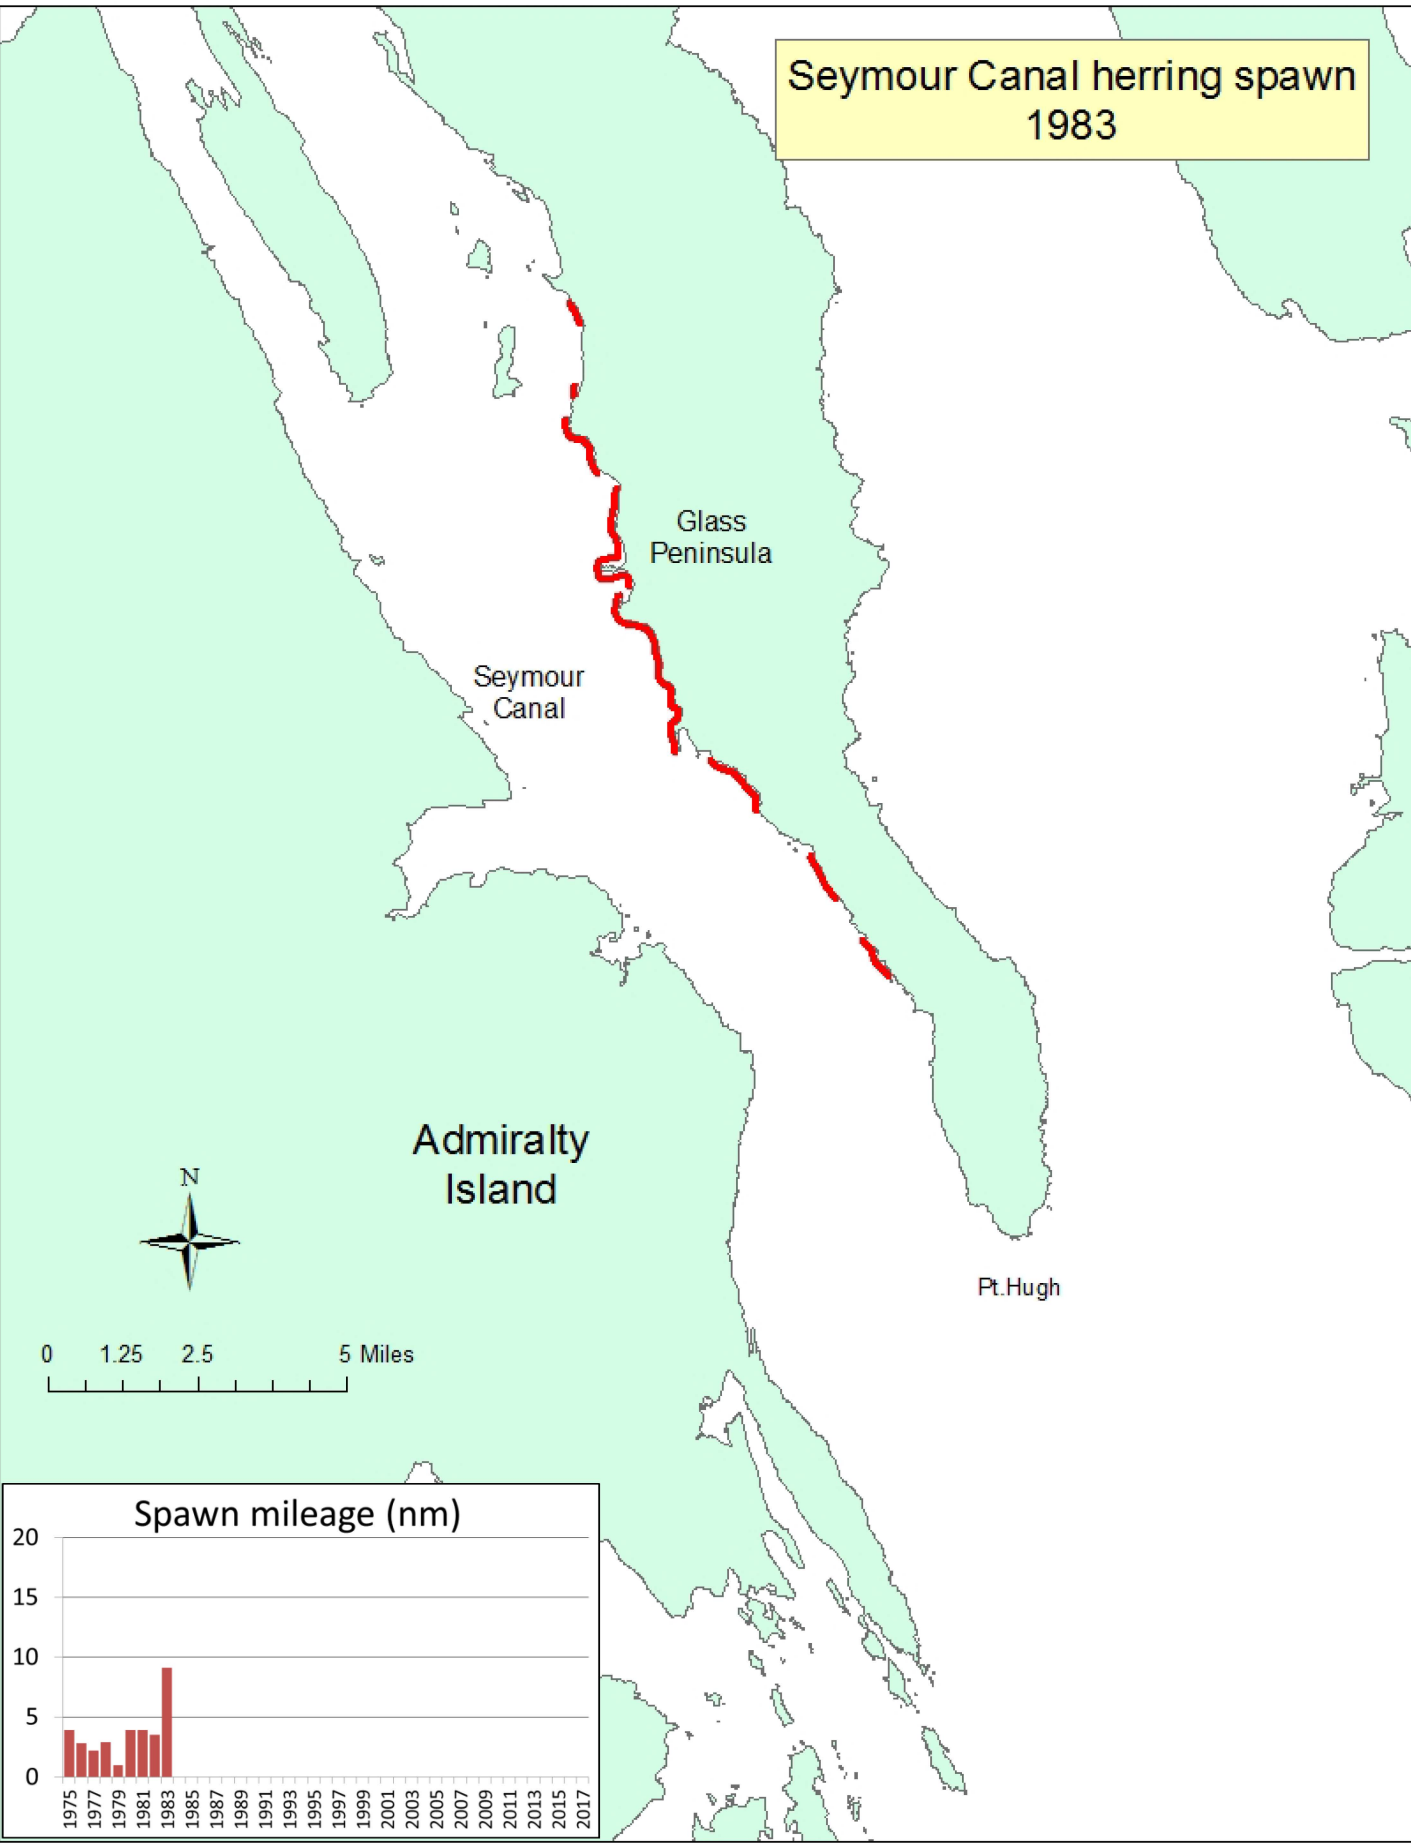 Seymour Canal herring spawn
1983
Glass
Peninsula
Seymour
Canal
Admiralty
Island
N
Pt.Hugh
0 1.25 2.5 5 Miles
Spawn mileage (nm)
20
15
10
5
0
1975 1977 1979 1981 1983 1985 1987 1989 1991 1993 1995 1997 1999 2001 2003 2005 2007 2009 2011 2013 2015 2017